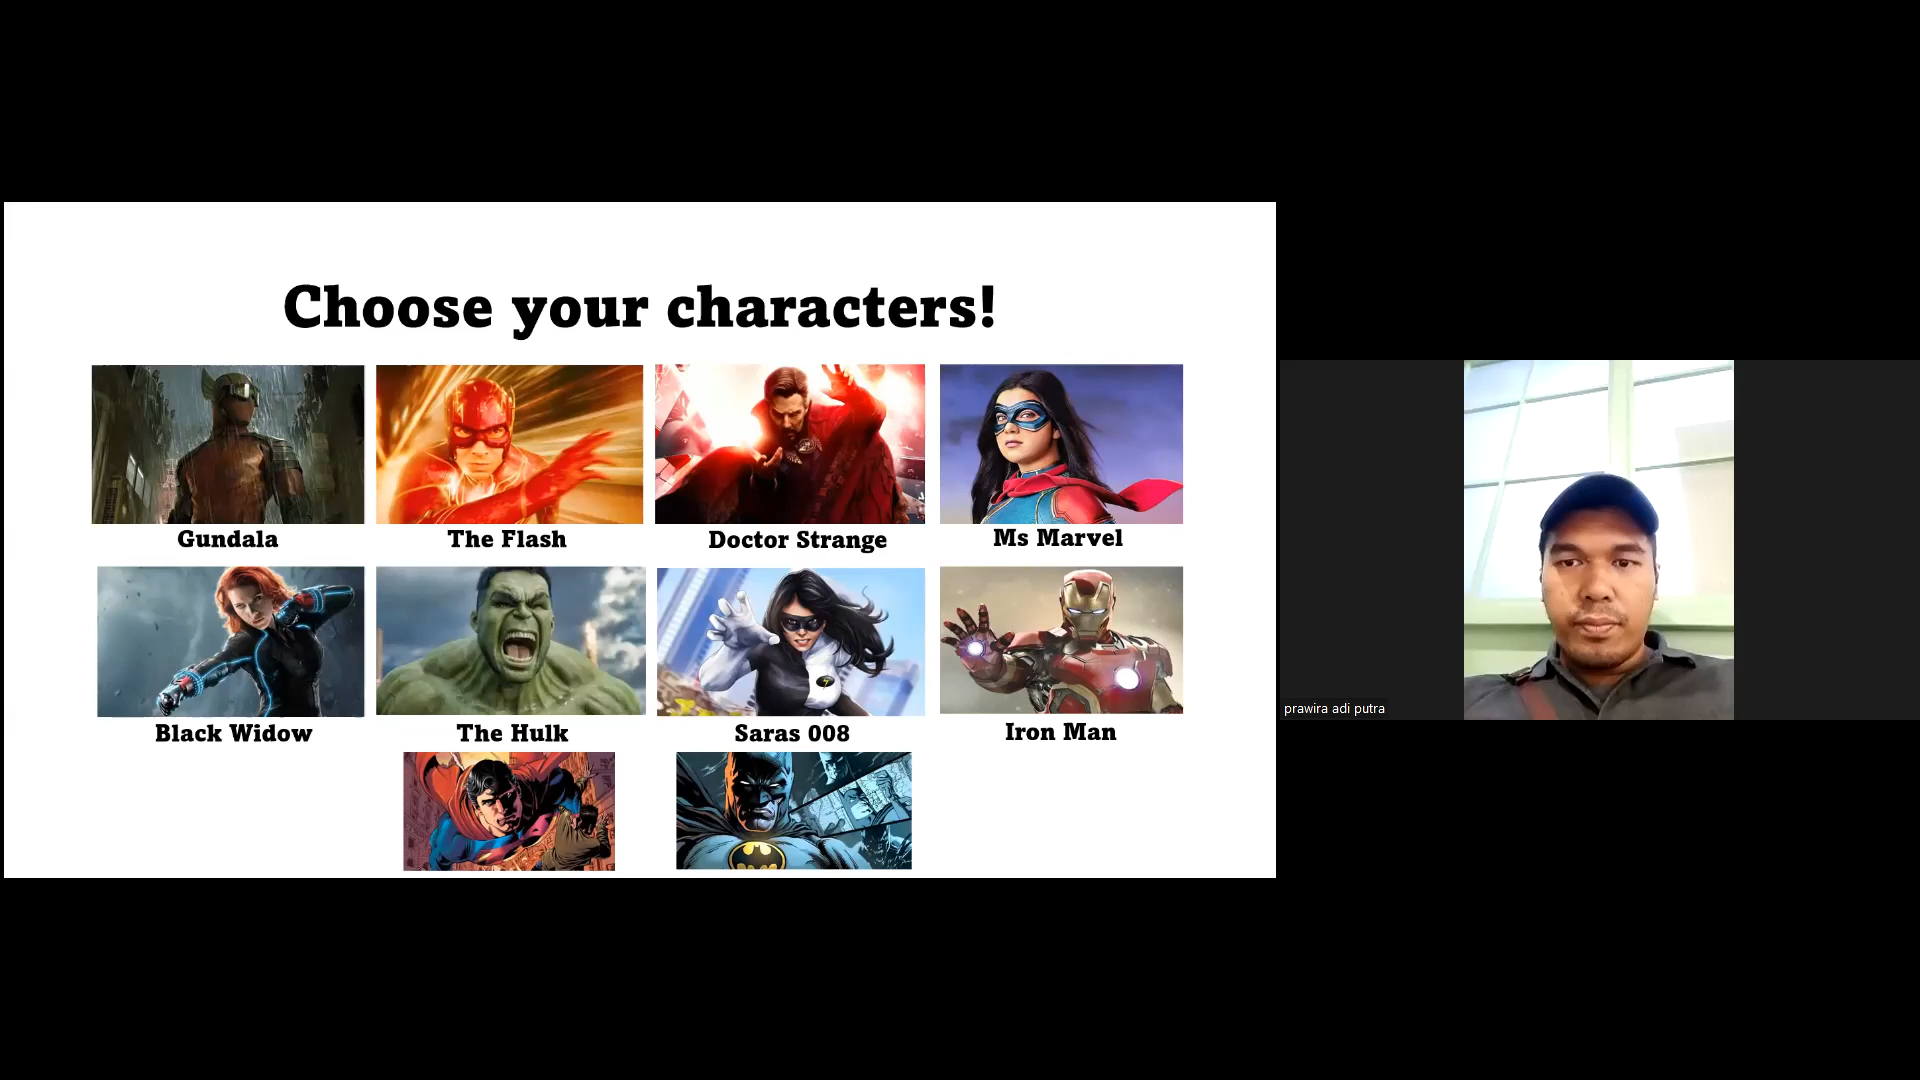 Choose your characters!
Gundala
The Flash
Doctor Strange
Ms Marvel
Black Widow
The Hulk
Saras 008
Iron Man
prawira adi putra